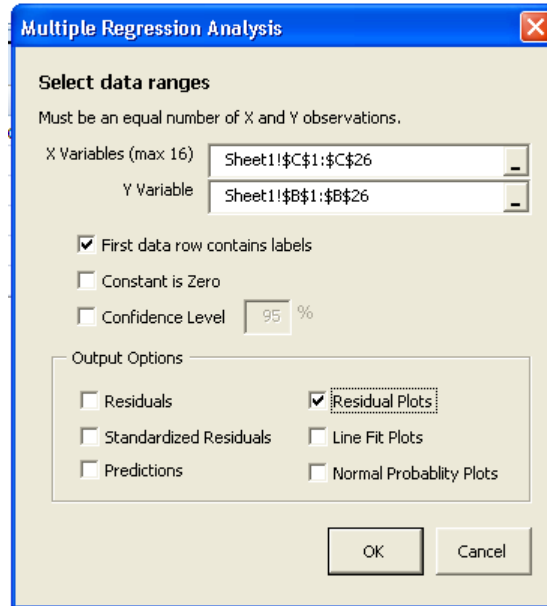 Multiple Regression Analysis
Select data ranges
Must be an equal number of X and Y observations.
X Variables (max 16) Sheet1!$C$1:$C$26 _
Y Variable Sheet1!$B$1:$B$26 _
First data row contains labels
Constant is Zero
Confidence Level 95 %
Output Options
Residuals Residual Plots
Standardized Residuals Line Fit Plots
Predictions Normal Probablity Plots
OK Cancel